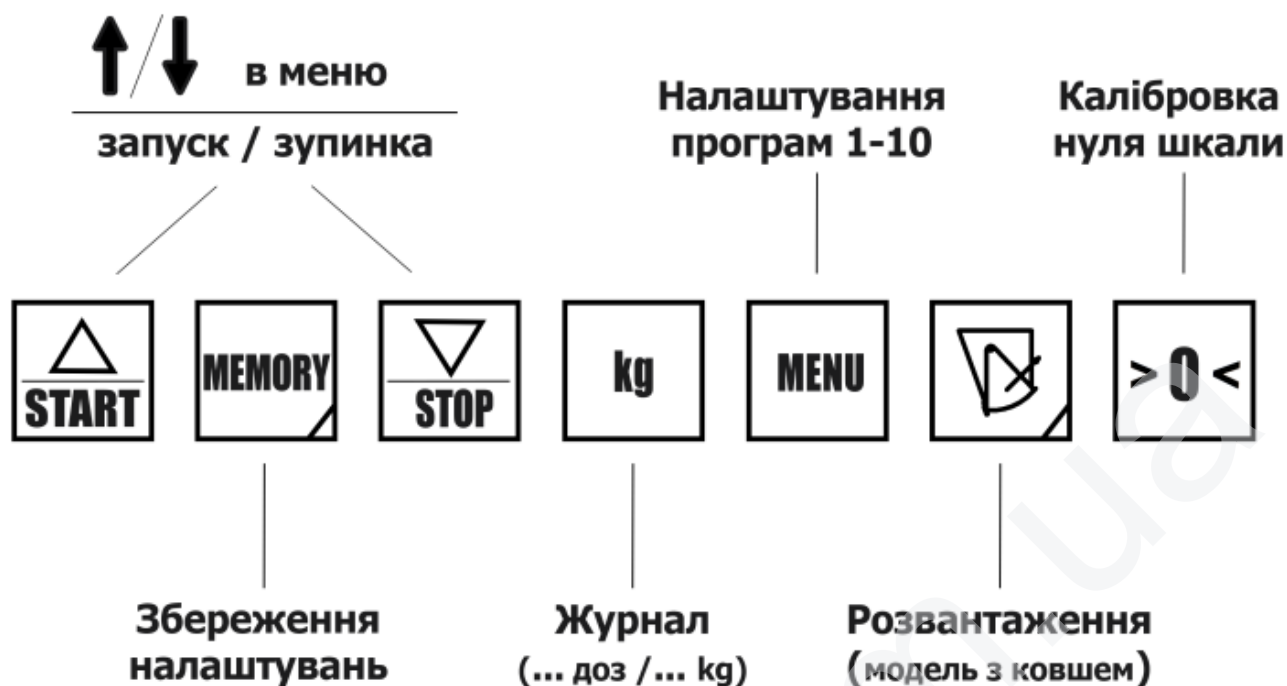 ↑/↓ в меню
запуск / зупинка
Налаштування
програм 1-10
Калібровка
нуля шкали
START
MEMORY
STOP
kg
MENU
>0<
Збереження
налаштувань
Журнал
(... доз /... kg)
Розвантаження
(модель з ковшем)
m.ua